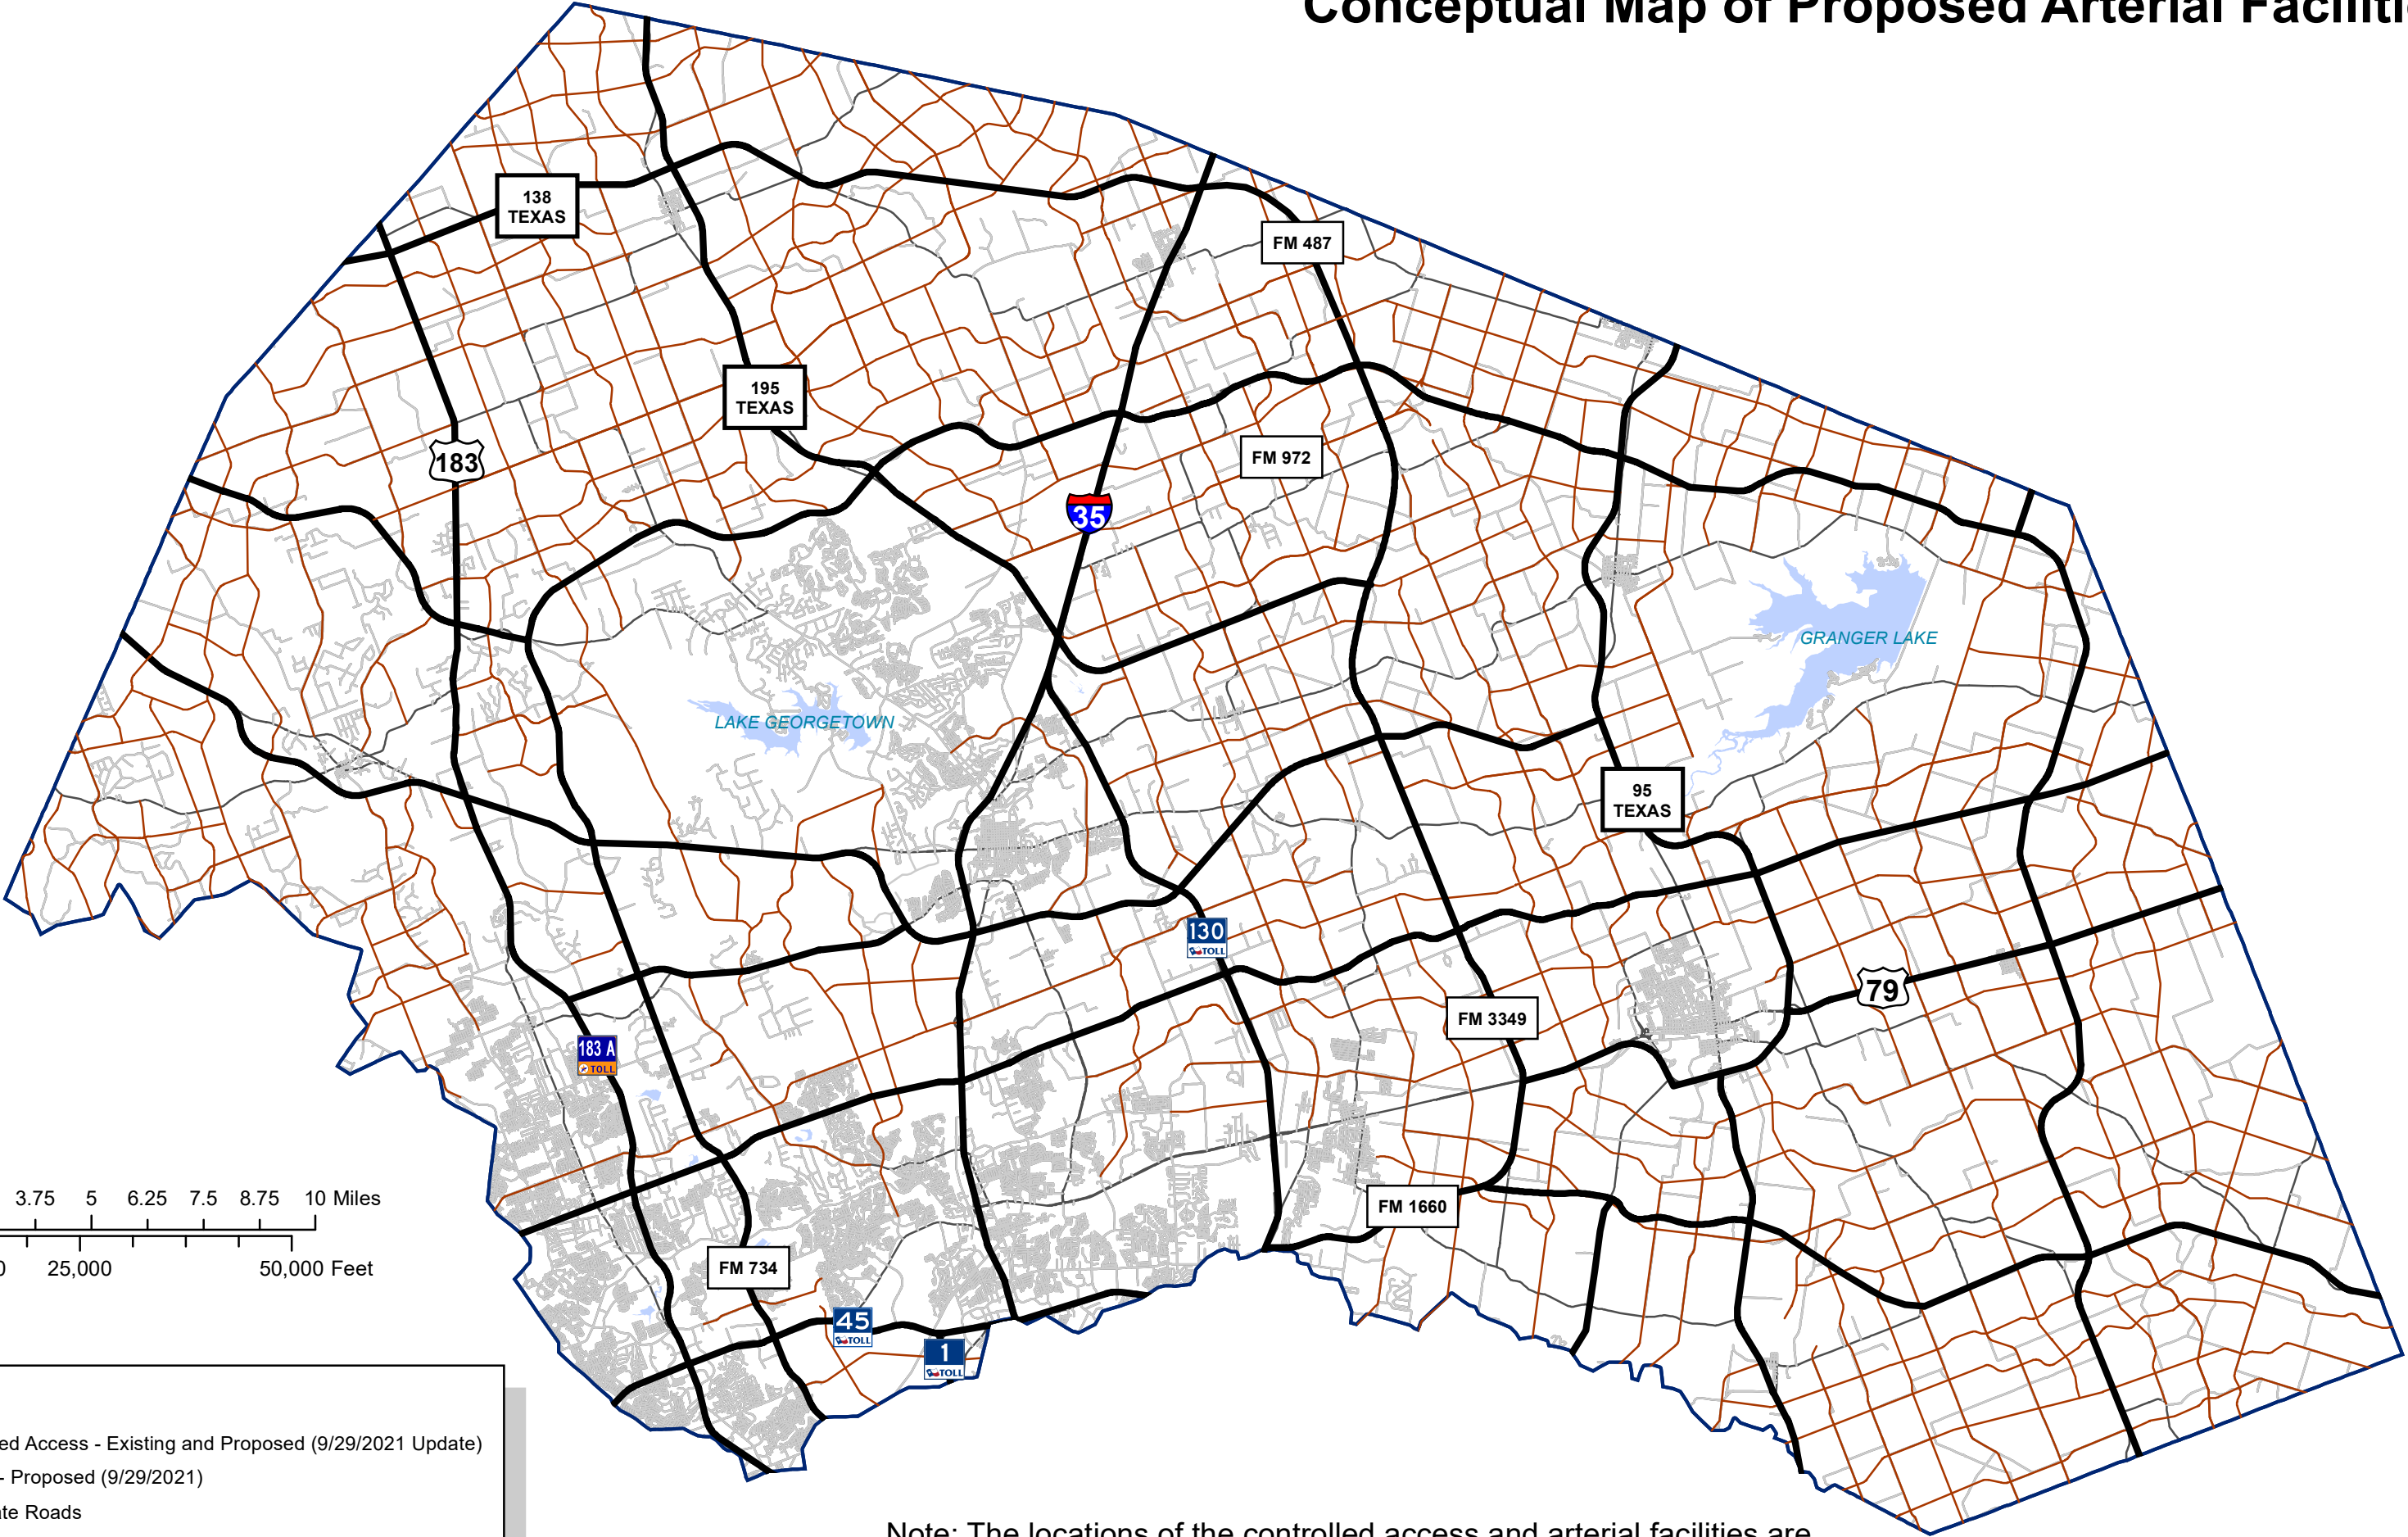 Conceptual Map of Proposed Arterial Faciliti
138
TEXAS
FM 487
195
TEXAS
183
FM 972
35
GRANGER LAKE
LAKE GEORGETOWN
95
TEXAS
130
TOLL
79
FM 3349
183 A
TOLL
3.75 5 6.25 7.5 8.75 10 Miles
FM 1660
0 25,000 50,000 Feet
FM 734
45
TOLL
1
TOLL
ed Access - Existing and Proposed (9/29/2021 Update)
- Proposed (9/29/2021)
ate Roads
Note: The locations of the controlled access and arterial facilities are